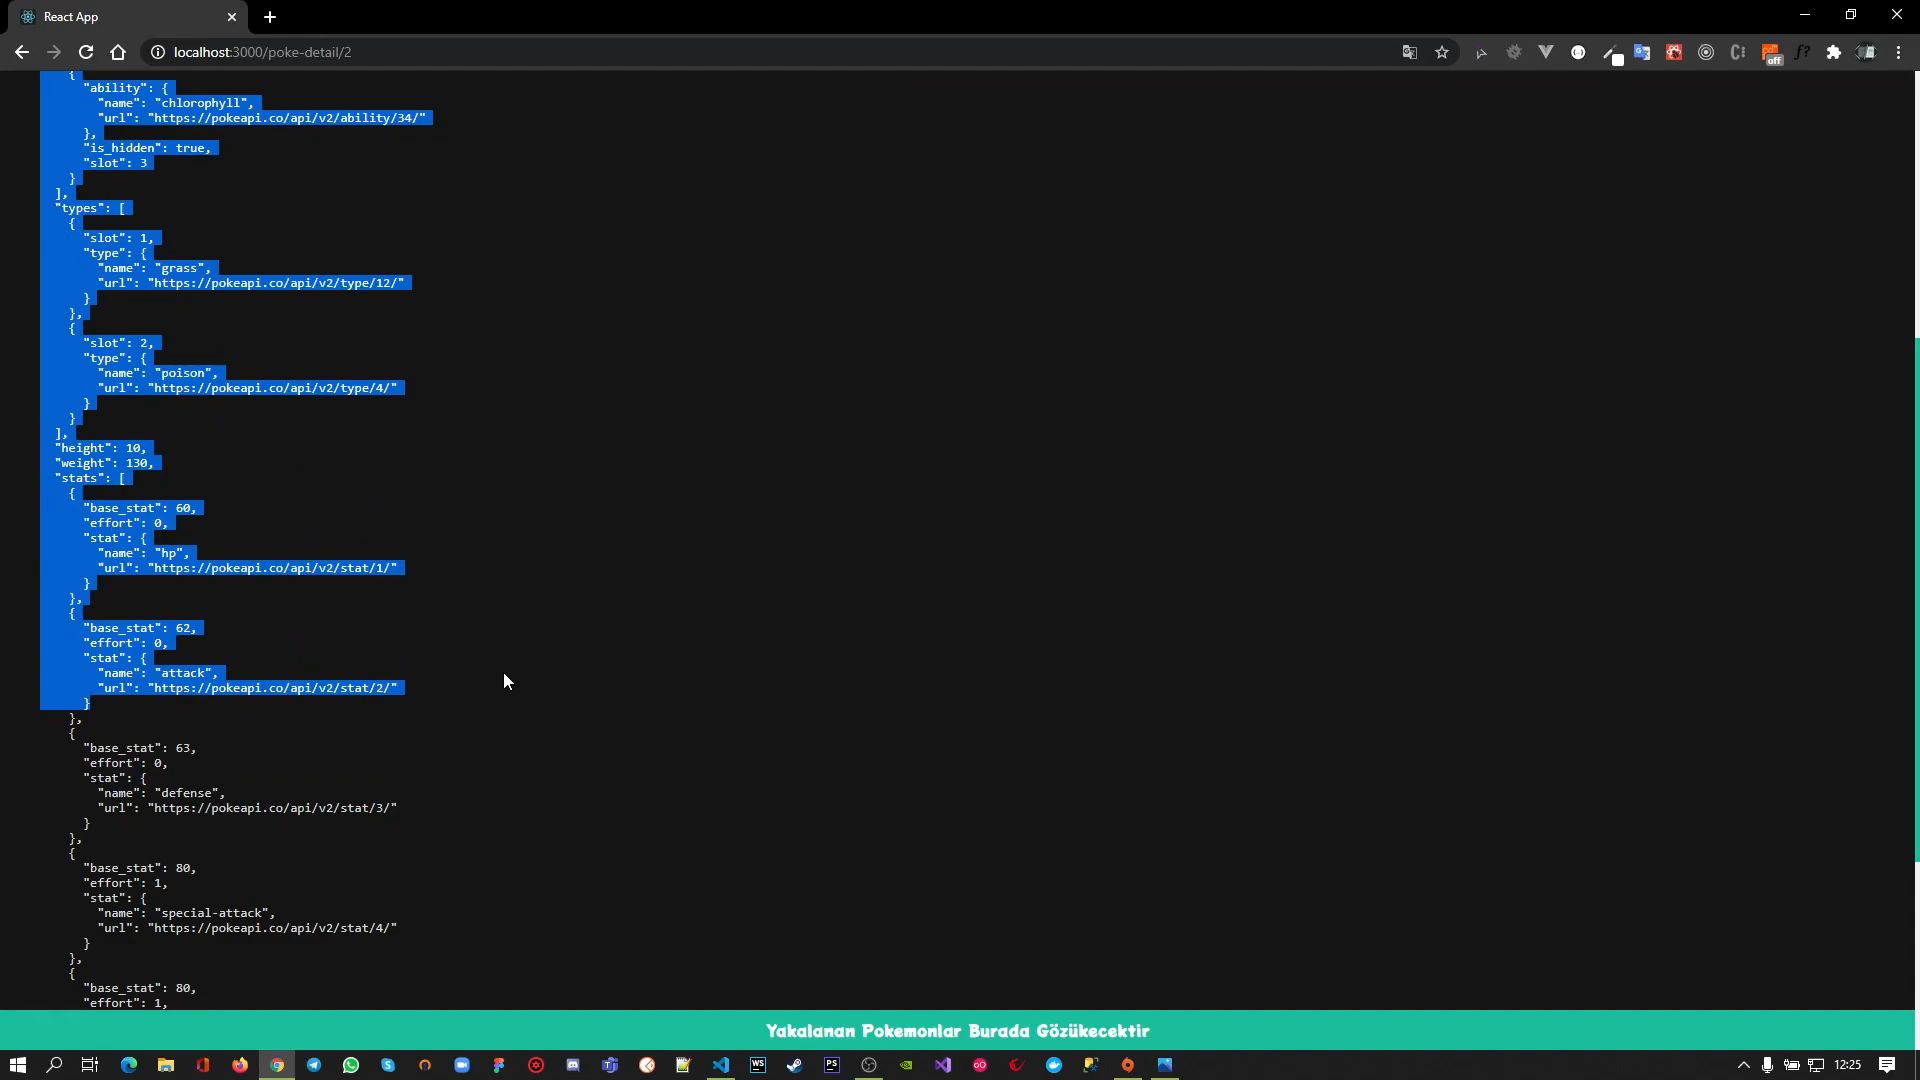 React App
localhost:3000/poke-detail/2
off
{
"ability": {
"name": "chlorophyll",
"url": "https://pokeapi.co/api/v2/ability/34/"
},
"is_hidden": true,
"slot": 3
}
],
"types": [
{
"slot": 1,
"type": {
"name": "grass",
"url": "https://pokeapi.co/api/v2/type/12/"
}
},
{
"slot": 2,
"type": {
"name": "poison",
"url": "https://pokeapi.co/api/v2/type/4/"
}
}
],
"height": 10,
"weight": 130,
"stats": [
{
"base_stat": 60,
"effort": 0,
"stat": {
"name": "hp",
"url": "https://pokeapi.co/api/v2/stat/1/"
}
},
{
"base_stat": 62,
"effort": 0,
"stat": {
"name": "attack",
"url": "https://pokeapi.co/api/v2/stat/2/"
}
},
{
"base_stat": 63,
"effort": 0,
"stat": {
"name": "defense",
"url": "https://pokeapi.co/api/v2/stat/3/"
}
},
{
"base_stat": 80,
"effort": 1,
"stat": {
"name": "special-attack",
"url": "https://pokeapi.co/api/v2/stat/4/"
}
},
{
"base_stat": 80,
"effort": 1,
Yakalanan Pokemonlar Burada Gözükecektir
12:25